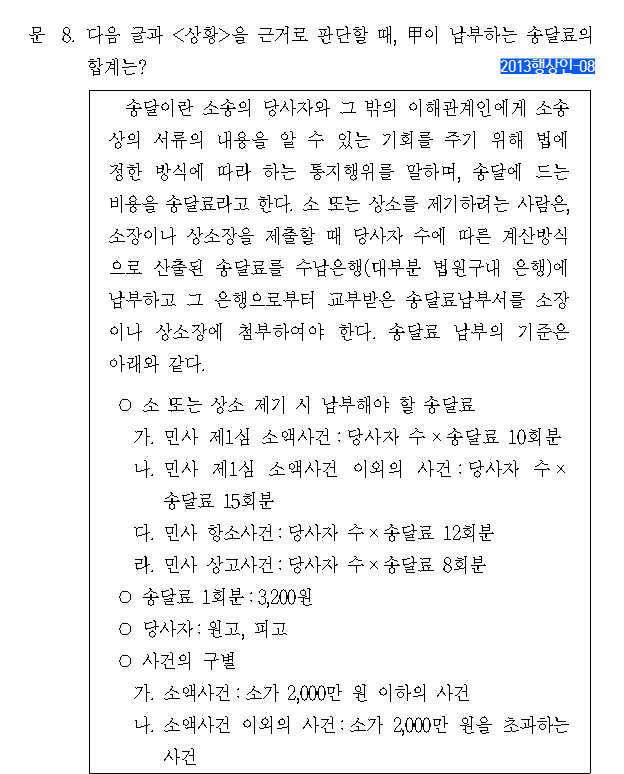 문 8. 다음 글과 <상황>을 근거로 판단할 때, 甲이 납부하는 송달료의
합계는?
2013행상인-08
송달이란 소송의 당사자와 그 밖의 이해관계인에게 소송
상의 서류의 내용을 알 수 있는 기회를 주기 위해 법에
정한 방식에 따라 하는 통지행위를 말하며, 송달에 드는
비용을 송달료라고 한다. 소 또는 상소를 제기하려는 사람은,
소장이나 상소장을 제출할 때 당사자 수에 따른 계산방식
으로 산출된 송달료를 수납은행(대부분 법원구내 은행)에
납부하고 그 은행으로부터 교부받은 송달료납부서를 소장
이나 상소장에 첨부하여야 한다. 송달료 납부의 기준은
아래와 같다.
○ 소 또는 상소 제기 시 납부해야 할 송달료
가. 민사 제1심 소액사건 : 당사자 수 × 송달료 10회분
나. 민사 제1심 소액사건 이외의 사건 : 당사자 수 ×
송달료 15회분
다. 민사 항소사건 : 당사자 수 × 송달료 12회분
라. 민사 상고사건 : 당사자 수 × 송달료 8회분
○ 송달료 1회분 : 3,200원
○ 당사자 : 원고, 피고
○ 사건의 구별
가. 소액사건 : 소가 2,000만 원 이하의 사건
나. 소액사건 이외의 사건 : 소가 2,000만 원을 초과하는
사건